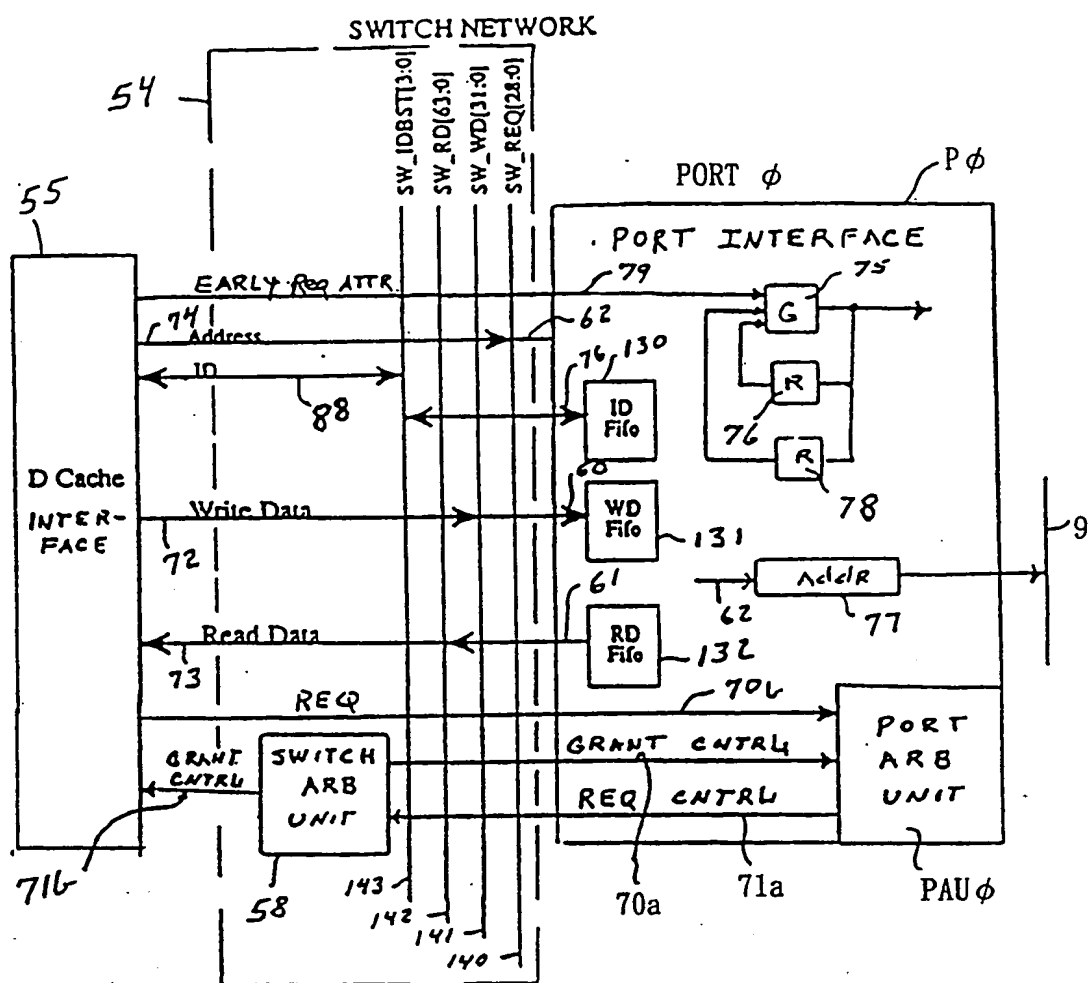 SWITCH NETWORK
54
SW_IDBST[3:0]
SW_RD[63:0]
SW_WD[31:0]
SW_REQ[28:0]
PORT φ
Pφ
55
PORT INTERFACE
EARLY Req ATTR
79
75
G
74
Address
62
ID
88
76
130
ID
Fifo
R
76
R
78
D Cache
INTER-
FACE
Write Data
72
60
WD
Fifo
131
9
62
AddR
77
61
Read Data
73
RD
Fifo
132
REQ
70b
GRANT
CNTRL
SWITCH
ARB
UNIT
GRANT CNTRL
REQ CNTRL
PORT
ARB
UNIT
71b
58
143
142
141
140
70a
71a
PAUφ